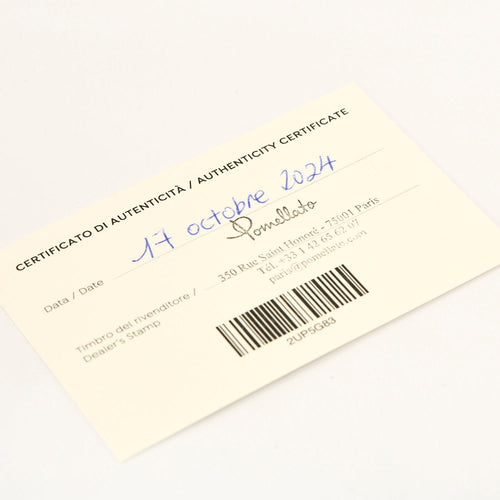 CERTIFICATO DI AUTENTICITÀ / AUTHENTICITY CERTIFICATE
Data / Date 17 octobre 2024
Pomellato
Timbro del rivenditore /
Dealer's Stamp
350 Rue Saint Honoré - 75001 Paris
Tél. +33 1 42 65 62 07
paris@pomellato.com
2UP5G83